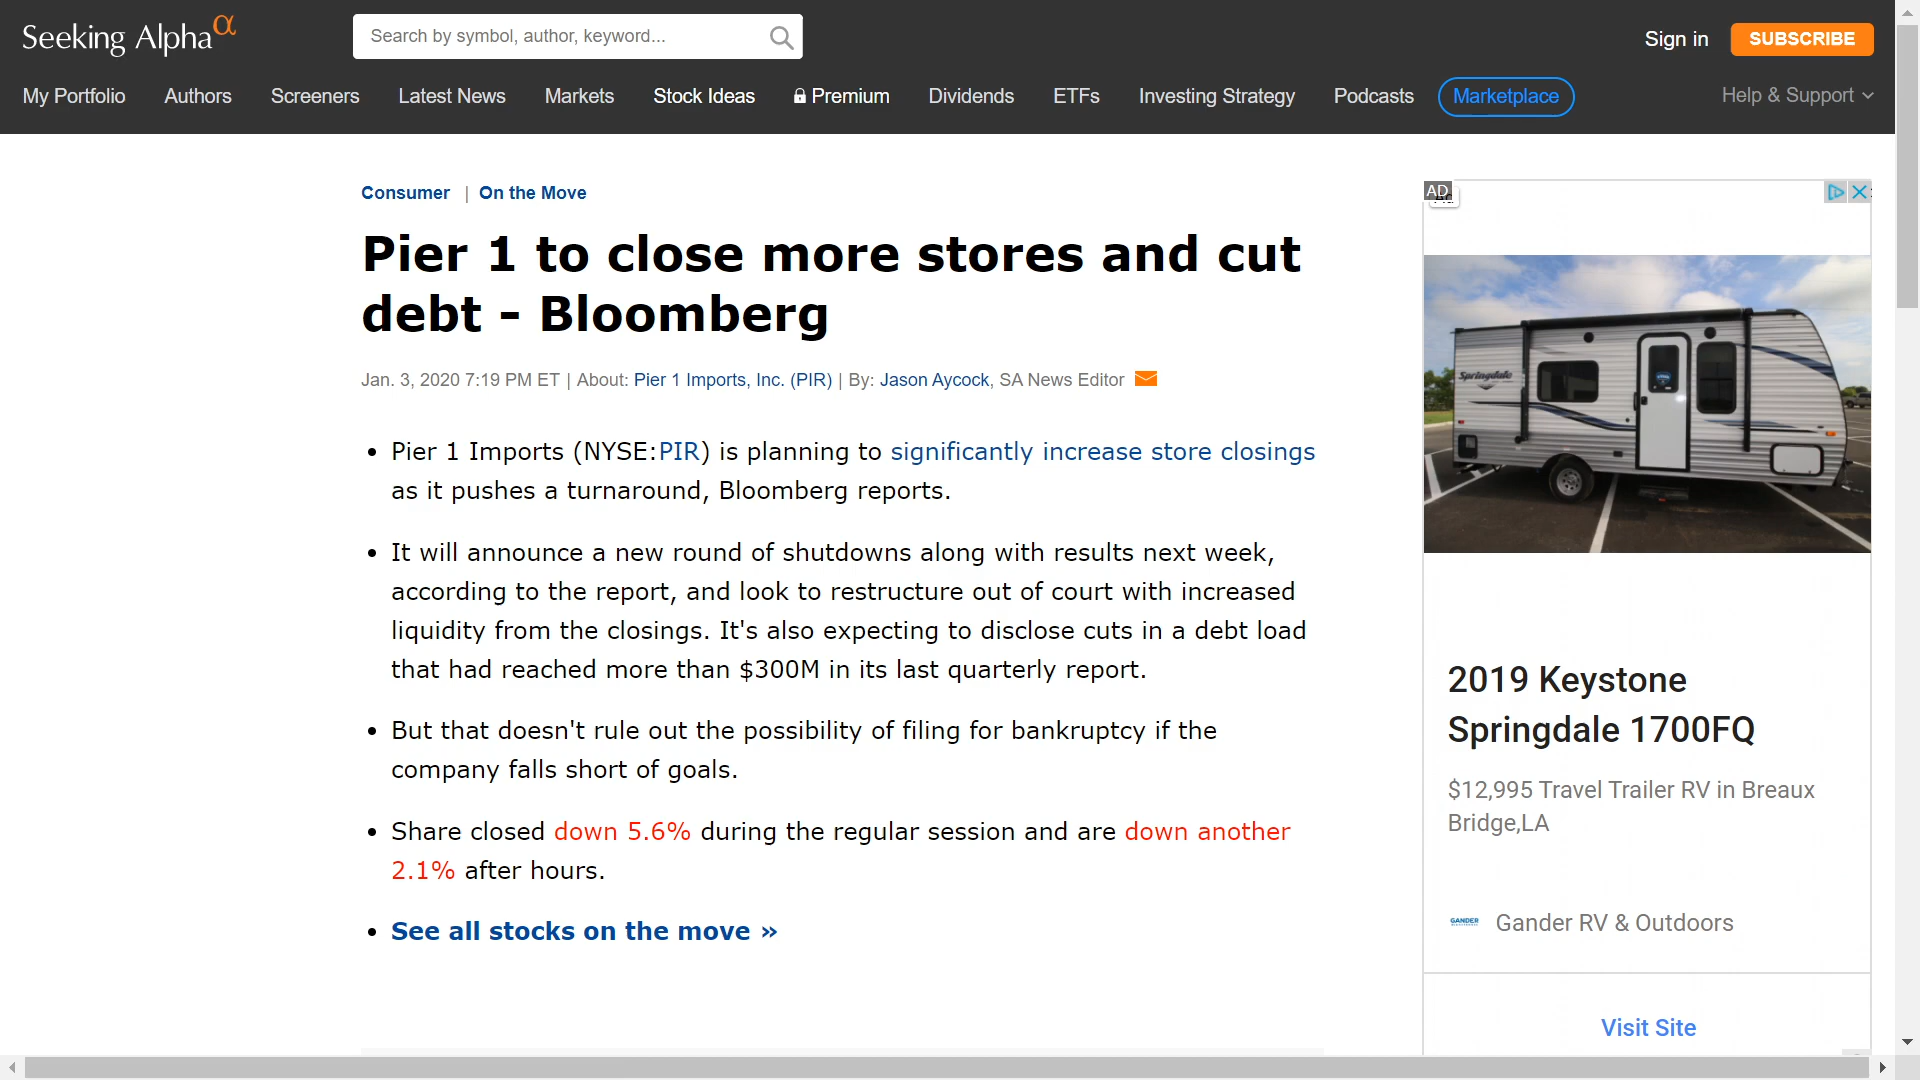 Seeking Alpha α
Search by symbol, author, keyword...
Sign in
SUBSCRIBE
My Portfolio
Authors
Screeners
Latest News
Markets
Stock Ideas
Premium
Dividends
ETFs
Investing Strategy
Podcasts
Marketplace
Help & Support
Consumer | On the Move
Pier 1 to close more stores and cut
debt - Bloomberg
Jan. 3, 2020 7:19 PM ET | About: Pier 1 Imports, Inc. (PIR) | By: Jason Aycock, SA News Editor
• Pier 1 Imports (NYSE:PIR) is planning to significantly increase store closings
as it pushes a turnaround, Bloomberg reports.
• It will announce a new round of shutdowns along with results next week,
according to the report, and look to restructure out of court with increased
liquidity from the closings. It's also expecting to disclose cuts in a debt load
that had reached more than $300M in its last quarterly report.
• But that doesn't rule out the possibility of filing for bankruptcy if the
company falls short of goals.
• Share closed down 5.6% during the regular session and are down another
2.1% after hours.
• See all stocks on the move »
AD
Springdale
2019 Keystone
Springdale 1700FQ
$12,995 Travel Trailer RV in Breaux
Bridge,LA
GANDER
Gander RV & Outdoors
Visit Site